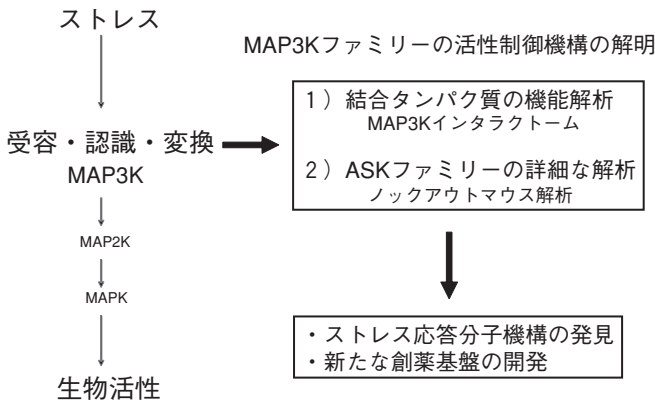 ストレス
受容・認識・変換
MAP3K
MAP2K
MAPK
生物活性
MAP3Kファミリーの活性制御機構の解明
1）結合タンパク質の機能解析
MAP3Kインタラクトーム
2）ASKファミリーの詳細な解析
ノックアウトマウス解析
・ストレス応答分子機構の発見
・新たな創薬基盤の開発